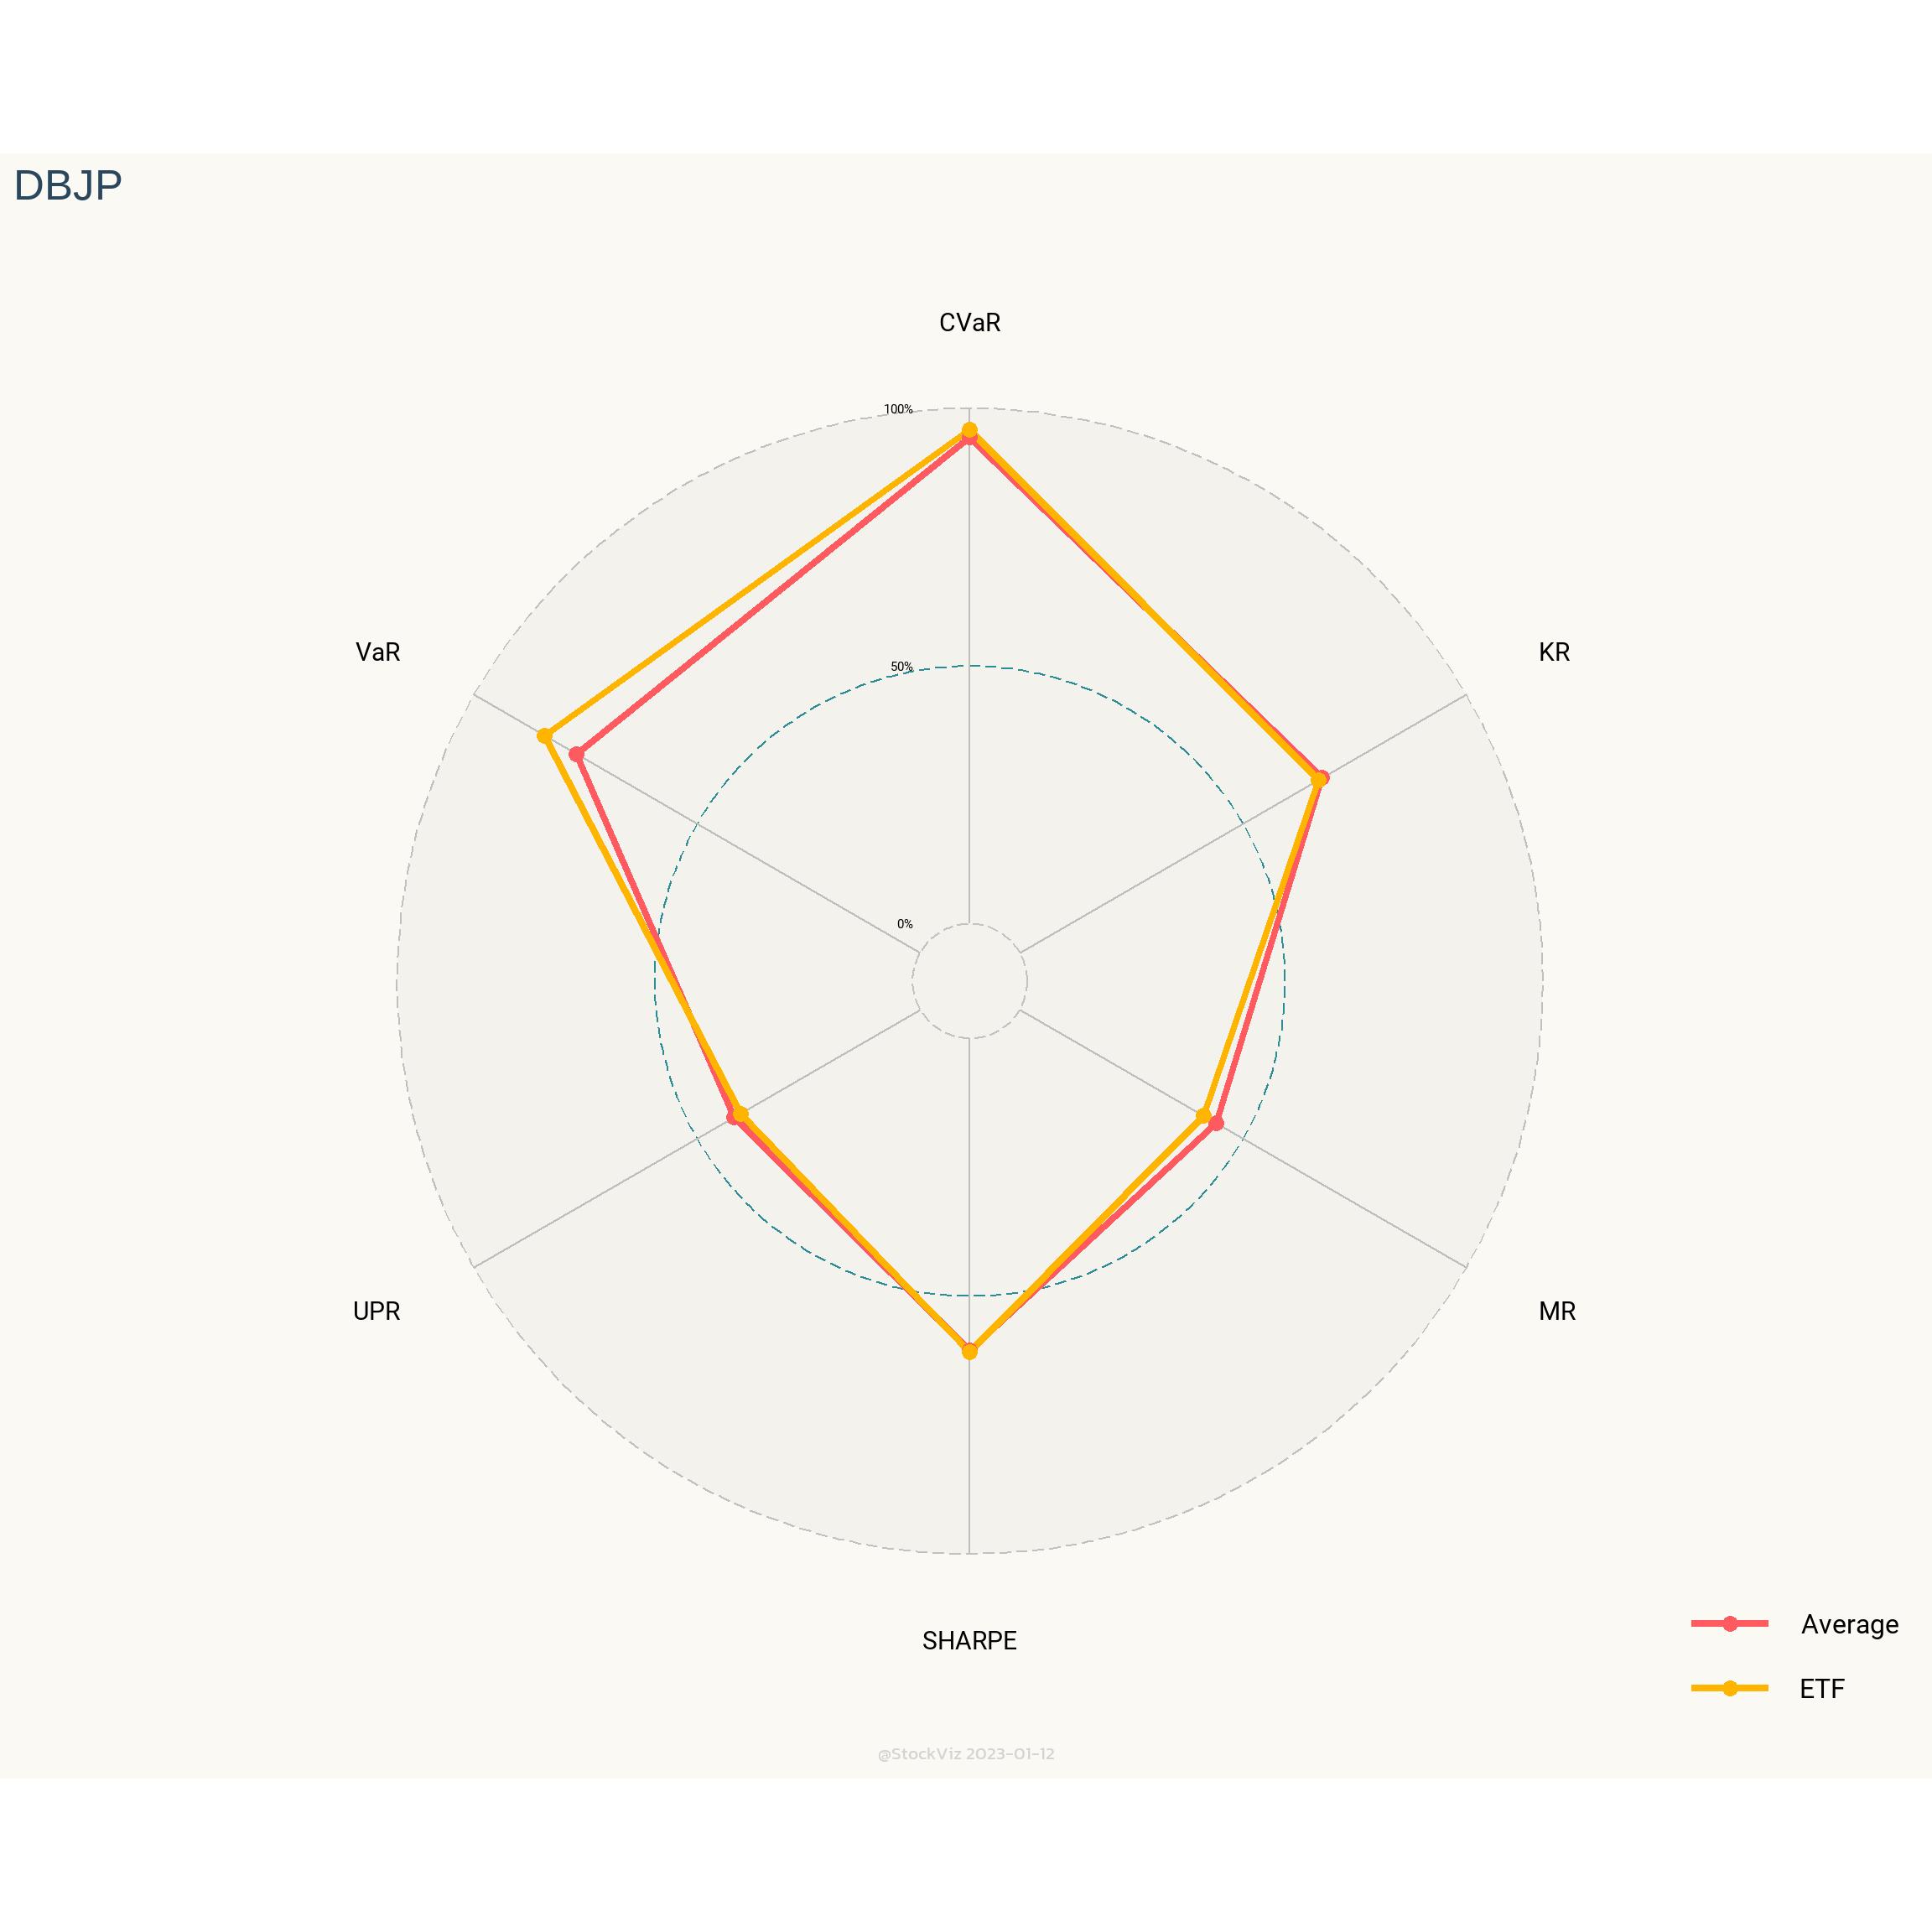 DBJP
CVaR
100%
VaR
KR
50%
0%
UPR
MR
SHARPE
Average
ETF
@StockViz 2023-01-12